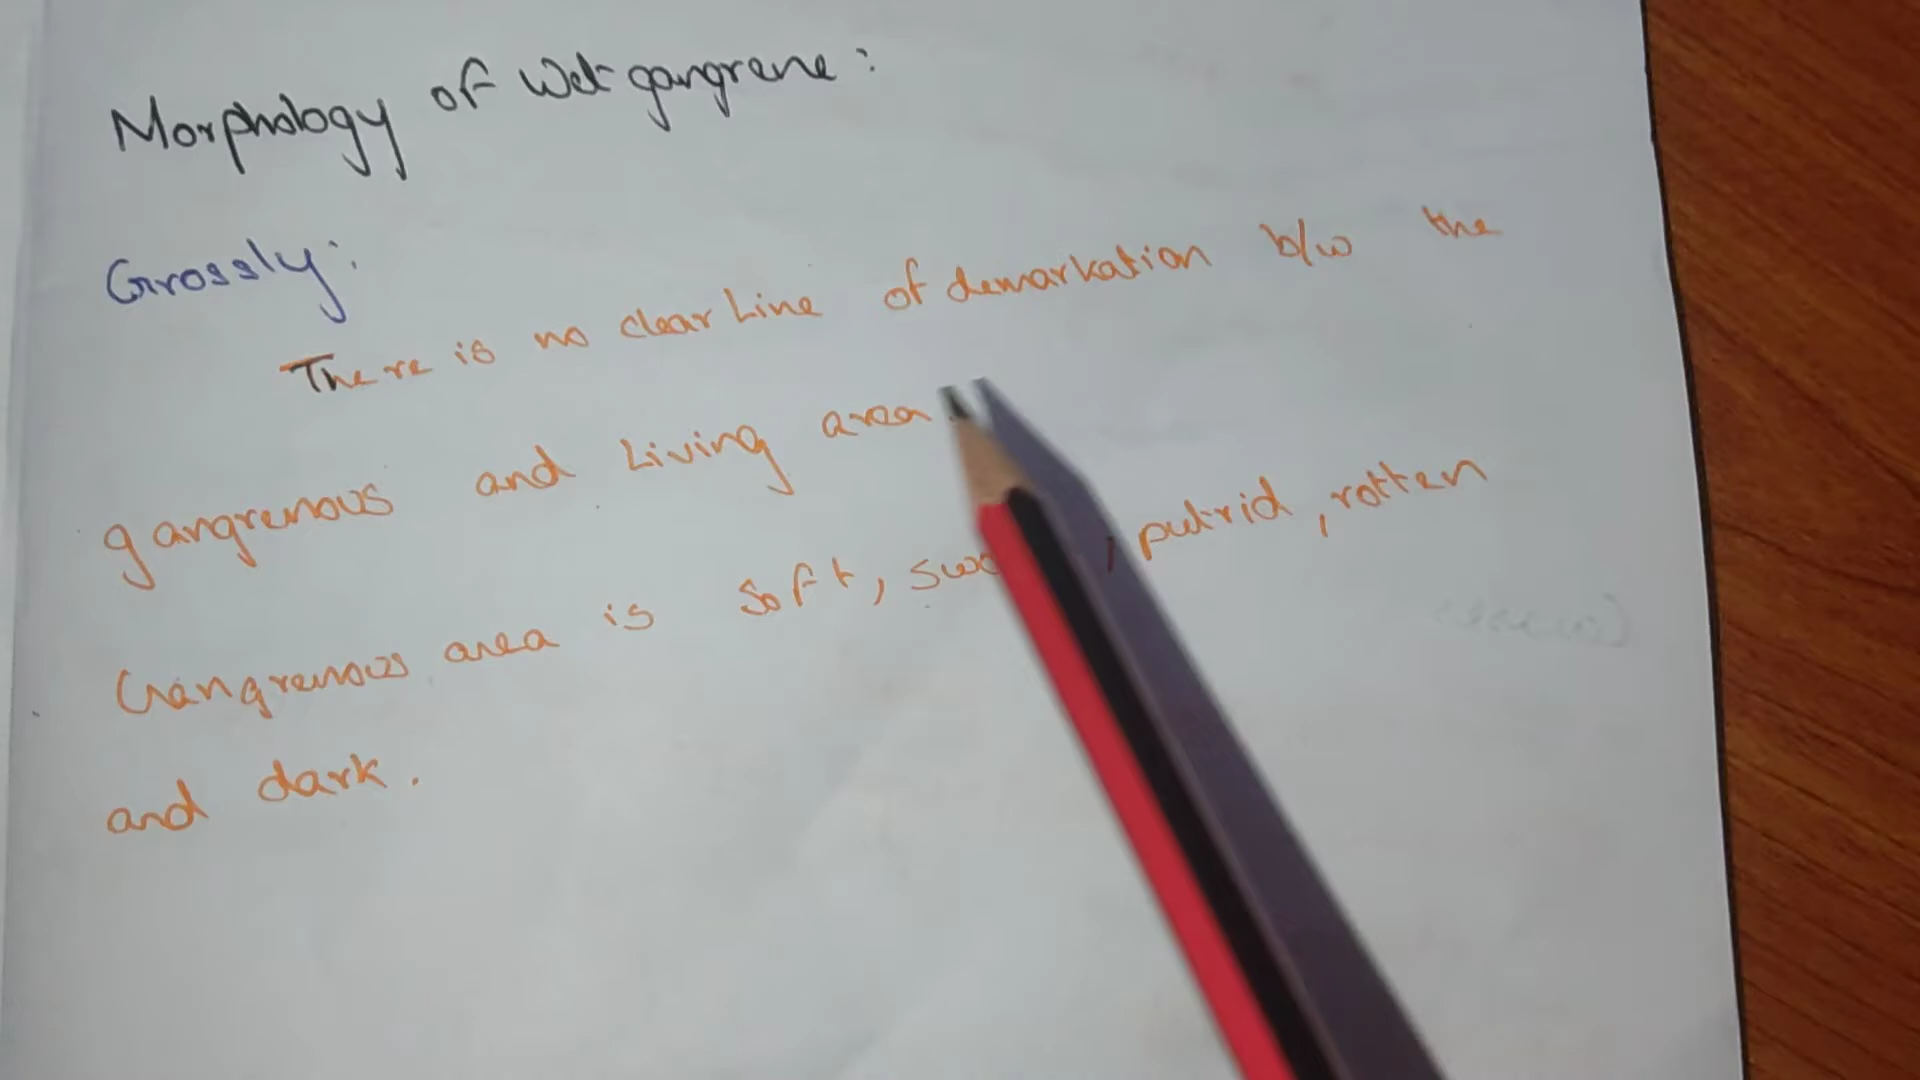 Morphology of Wet gangrene:
Grossly:
There is no clear Line of demarkation b/w the
gangrenous and Living area
Gangrenous area is soft, , putrid, rotten
and dark.